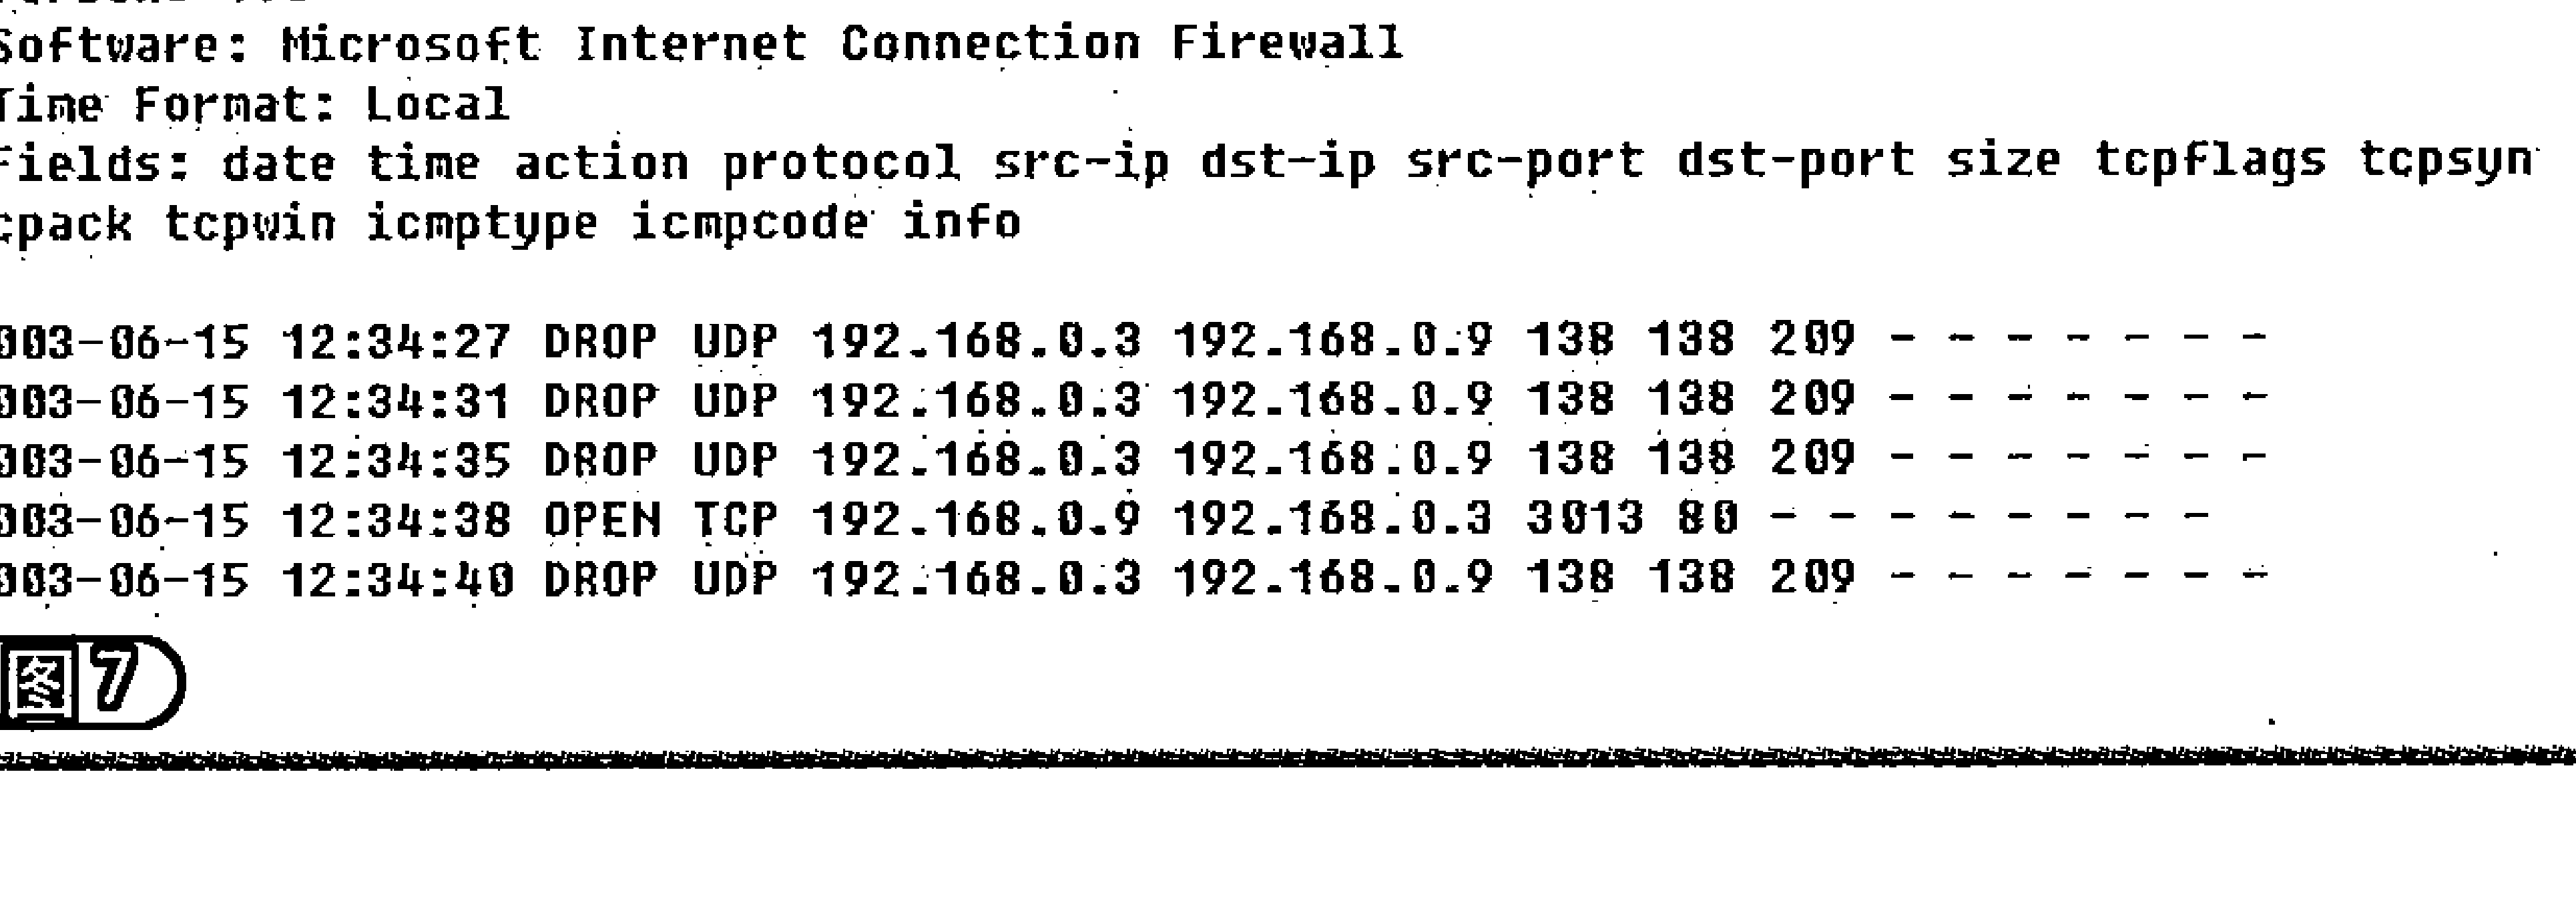 Software: Microsoft Internet Connection Firewall
Time Format: Local
Fields: date time action protocol src-ip dst-ip src-port dst-port size tcpflags tcpsyn
cpack tcpwin icmptype icmpcode info
003-06-15 12:34:27 DROP UDP 192.168.0.3 192.168.0.9 138 138 209 - - - - - - -
003-06-15 12:34:31 DROP UDP 192.168.0.3 192.168.0.9 138 138 209 - - - - - - -
003-06-15 12:34:35 DROP UDP 192.168.0.3 192.168.0.9 138 138 209 - - - - - - -
003-06-15 12:34:38 OPEN TCP 192.168.0.9 192.168.0.3 3013 80 - - - - - - - -
003-06-15 12:34:40 DROP UDP 192.168.0.3 192.168.0.9 138 138 209 - - - - - - -
图7